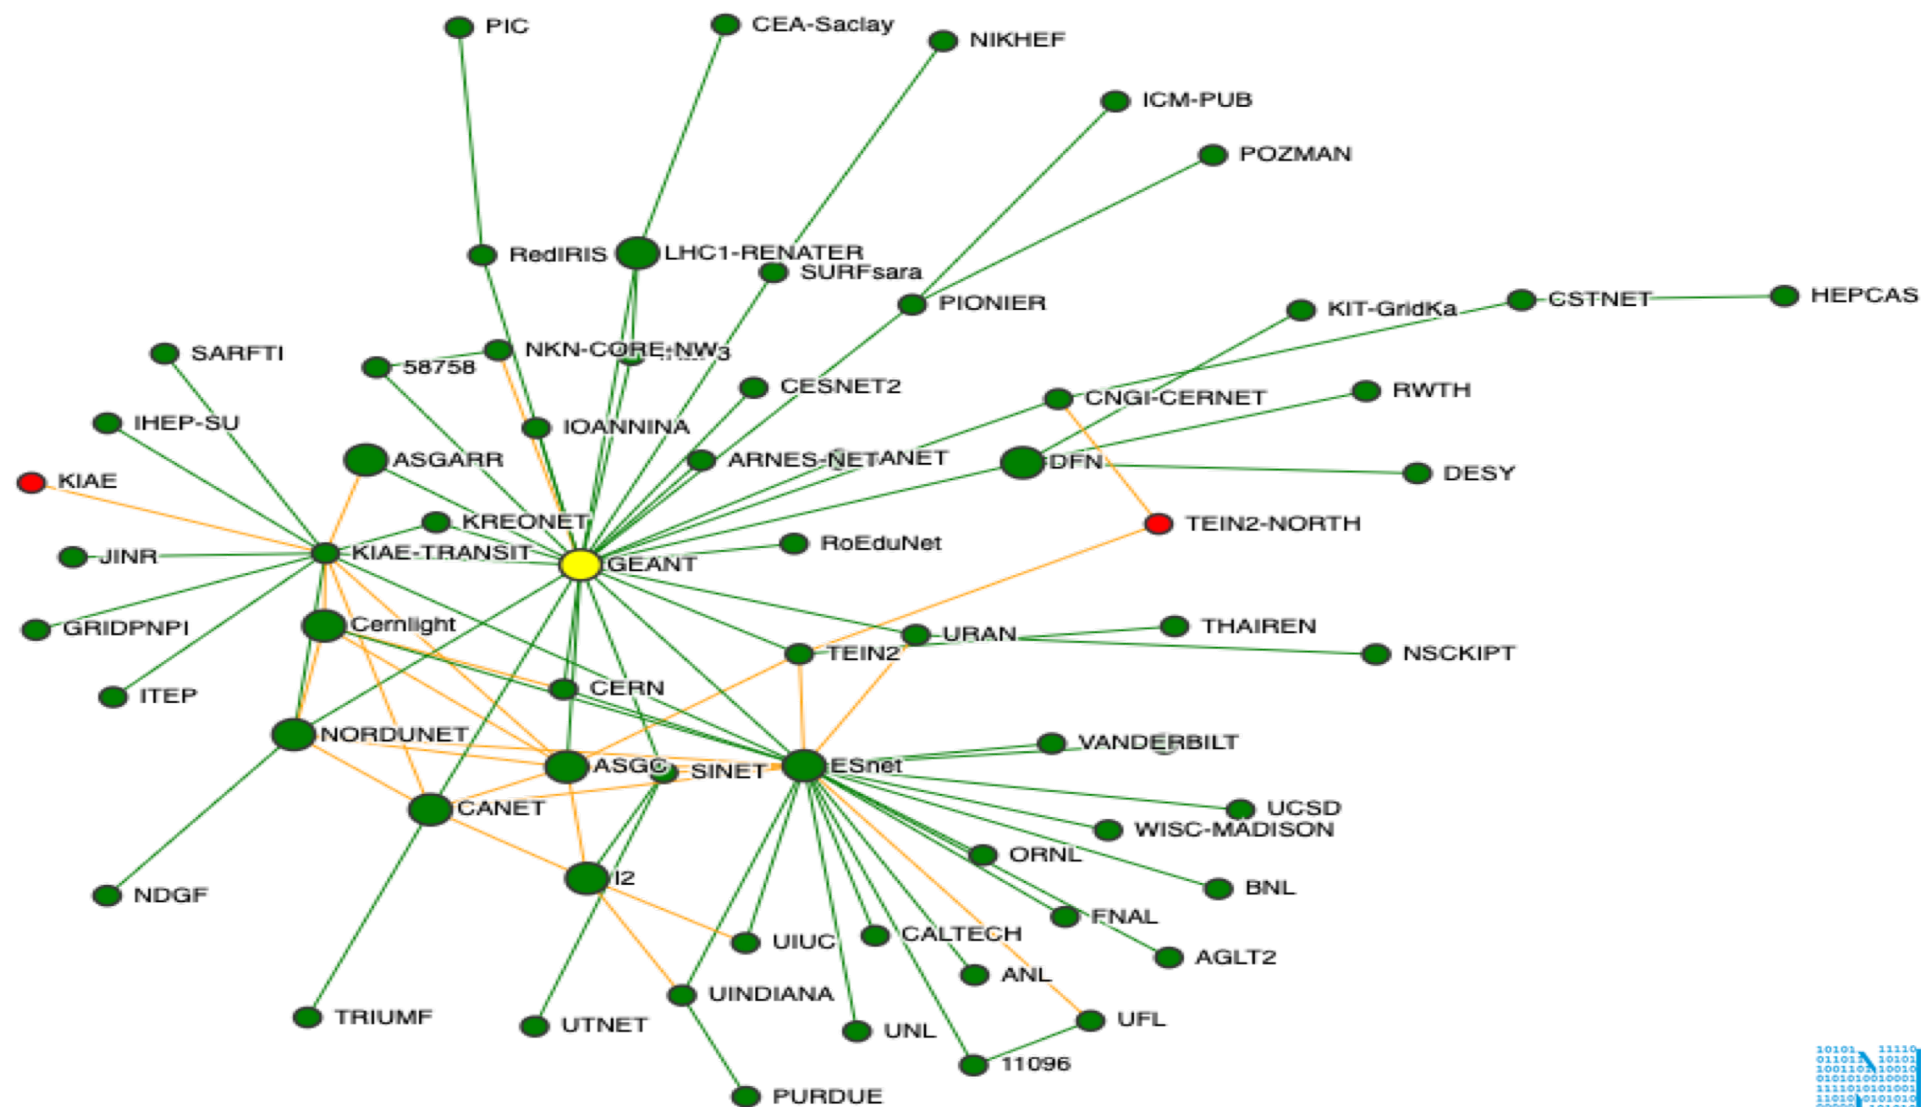 PIC
CEA-Saclay
NIKHEF
ICM-PUB
POZMAN
RedIRIS
LHC1-RENATER
SURFsara
PIONIER
KIT-GridKa
CSTNET
HEPCAS
SARFTI
58758
NKN-CORE-NW
CESNET2
CNGI-CERNET
RWTH
IHEP-SU
IOANNINA
ASGARR
ARNES-NET
DFN
DESY
KIAE
KREONET
TEIN2-NORTH
JINR
KIAE-TRANSIT
GEANT
RoEduNet
GRIDPNPI
Cernlight
URAN
THAIREN
TEIN2
NSCKIPT
ITEP
CERN
NORDUNET
VANDERBILT
ASGC
SINET
ESnet
CANET
UCSD
WISC-MADISON
ORNL
I2
BNL
NDGF
FNAL
UIUC
CALTECH
AGLT2
ANL
UINDIANA
TRIUMF
UTNET
UNL
UFL
11096
PURDUE